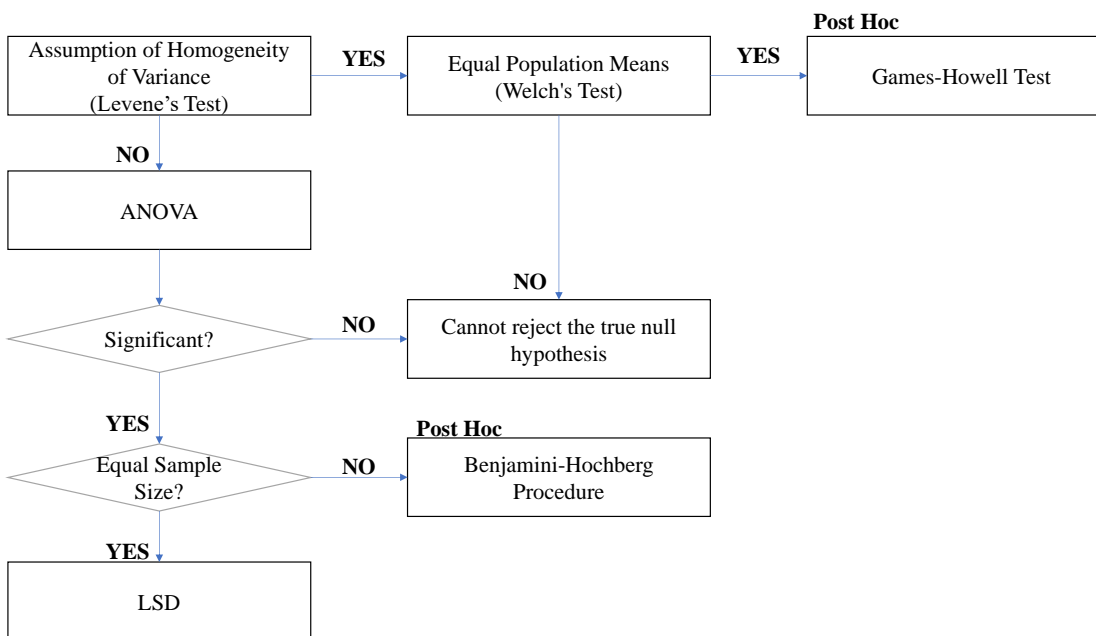 Post Hoc
Assumption of Homogeneity
of Variance
(Levene’s Test)
YES
Equal Population Means
(Welch's Test)
YES
Games-Howell Test
NO
ANOVA
NO
Significant?
NO
Cannot reject the true null
hypothesis
YES
Post Hoc
Equal Sample
Size?
NO
Benjamini-Hochberg
Procedure
YES
LSD